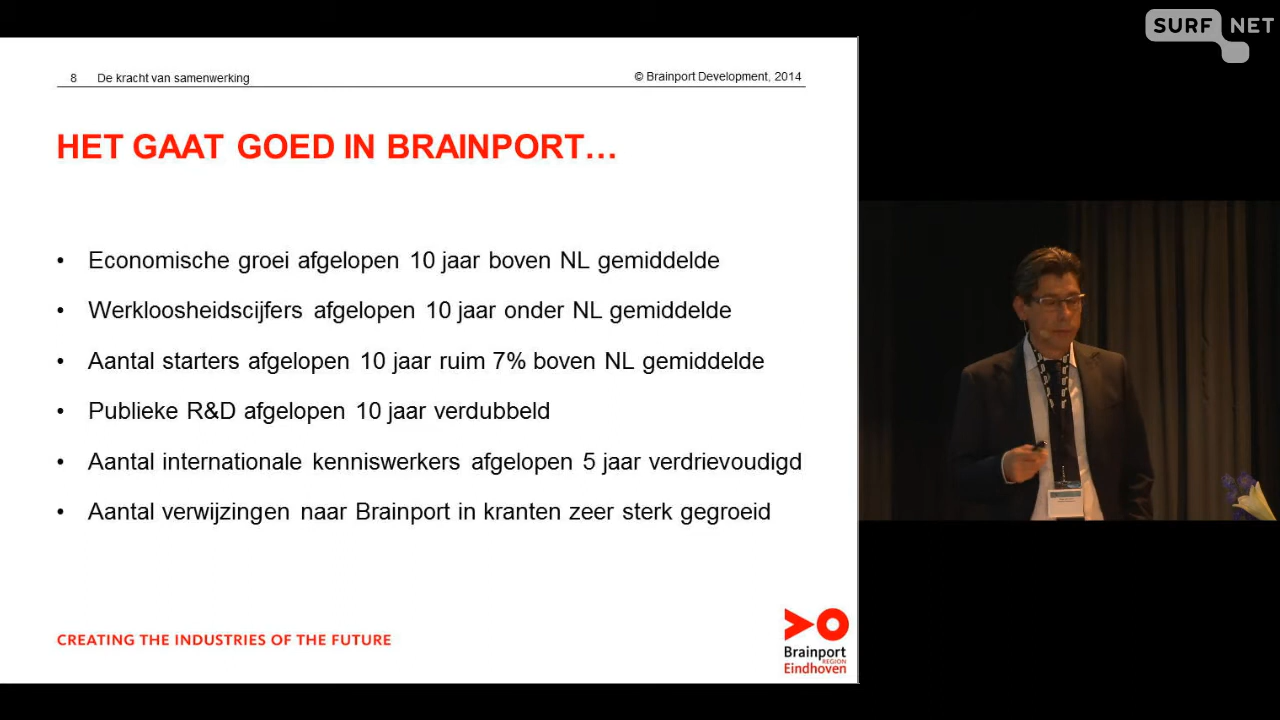 SURF NET
8 De kracht van samenwerking © Brainport Development, 2014
HET GAAT GOED IN BRAINPORT…
• Economische groei afgelopen 10 jaar boven NL gemiddelde
• Werkloosheidscijfers afgelopen 10 jaar onder NL gemiddelde
• Aantal starters afgelopen 10 jaar ruim 7% boven NL gemiddelde
• Publieke R&D afgelopen 10 jaar verdubbeld
• Aantal internationale kenniswerkers afgelopen 5 jaar verdrievoudigd
• Aantal verwijzingen naar Brainport in kranten zeer sterk gegroeid
CREATING THE INDUSTRIES OF THE FUTURE
Brainport
REGION
Eindhoven